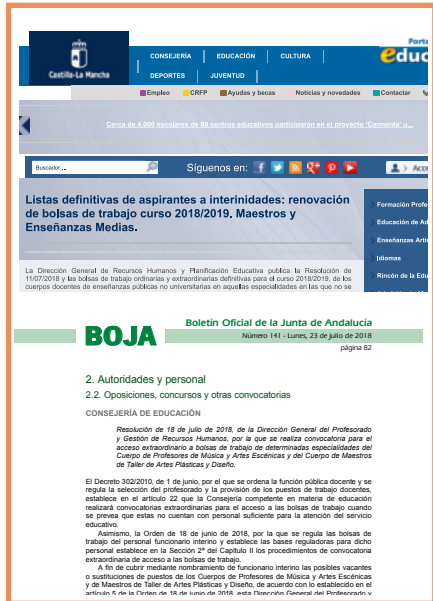 Porta
CONSEJERÍA
EDUCACIÓN
CULTURA
educ
Castilla-La Mancha
DEPORTES
JUVENTUD
Empleo
CRFP
Ayudas y becas
Noticias y novedades
Contactar
Cerca de 4.000 escolares de 80 centros educativos participarán en el proyecto 'Carmenta' u...
Buscador ...
Síguenos en:
Acce
Listas definitivas de aspirantes a interinidades: renovación
de bolsas de trabajo curso 2018/2019. Maestros y
Enseñanzas Medias.
Formación Profe
Educación de Ad
Enseñanzas Artí
Idiomas
Rincón de la Edu
La Dirección General de Recursos Humanos y Planificación Educativa publica la Resolución de
11/07/2018 y las bolsas de trabajo ordinarias y extraordinarias definitivas para el curso 2018/2019, de los
cuerpos docentes de enseñanzas públicas no universitarias en aquellas especialidades en las que no se
BOJA
Boletín Oficial de la Junta de Andalucía
Número 141 - Lunes, 23 de julio de 2018
página 82
2. Autoridades y personal
2.2. Oposiciones, concursos y otras convocatorias
CONSEJERÍA DE EDUCACIÓN
Resolución de 18 de julio de 2018, de la Dirección General del Profesorado
y Gestión de Recursos Humanos, por la que se realiza convocatoria para el
acceso extraordinario a bolsas de trabajo de determinadas especialidades del
Cuerpo de Profesores de Música y Artes Escénicas y del Cuerpo de Maestros
de Taller de Artes Plásticas y Diseño.
El Decreto 302/2010, de 1 de junio, por el que se ordena la función pública docente y se
regula la selección del profesorado y la provisión de los puestos de trabajo docentes,
establece en el artículo 22 que la Consejería competente en materia de educación
realizará convocatorias extraordinarias para el acceso a las bolsas de trabajo cuando
se prevea que estas no cuentan con personal suficiente para la atención del servicio
educativo.
Asimismo, la Orden de 18 de junio de 2018, por la que se regula las bolsas de
trabajo del personal funcionario interino y establece las bases reguladoras para dicho
personal establece en la Sección 2ª del Capítulo II los procedimientos de convocatoria
extraordinaria de acceso a las bolsas de trabajo.
A fin de cubrir mediante nombramiento de funcionario interino las posibles vacantes
o sustituciones de puestos de los Cuerpos de Profesores de Música y Artes Escénicas
y de Maestros de Taller de Artes Plásticas y Diseño, de acuerdo con lo establecido en el
artículo 5 de la Orden de 18 de junio de 2018, esta Dirección General del Profesorado y